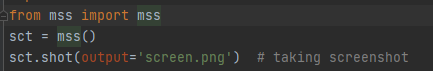 from mss import mss
sct = mss()
sct.shot(output='screen.png')  # taking screenshot